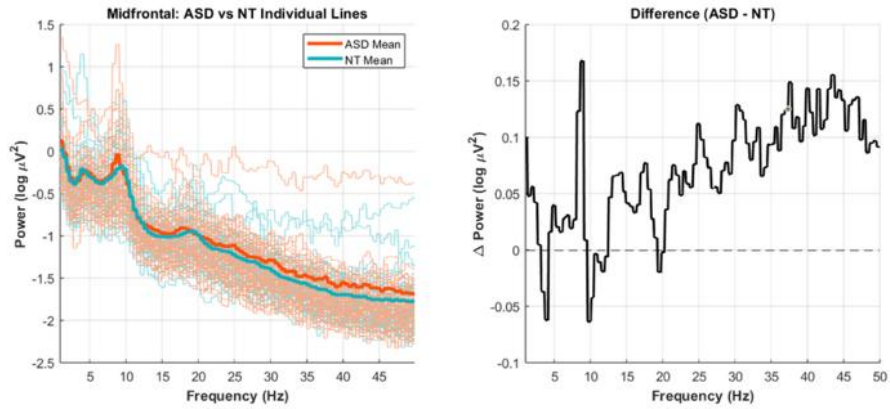 Midfrontal: ASD vs NT Individual Lines
ASD Mean
NT Mean
1.5
1
0.5
0
-0.5
-1
-1.5
-2
-2.5
Power (log μV²)
5 10 15 20 25 30 35 40 45
Frequency (Hz)
Difference (ASD - NT)
0.2
0.15
0.1
0.05
0
-0.05
-0.1
Δ Power (log μV²)
5 10 15 20 25 30 35 40 45 50
Frequency (Hz)